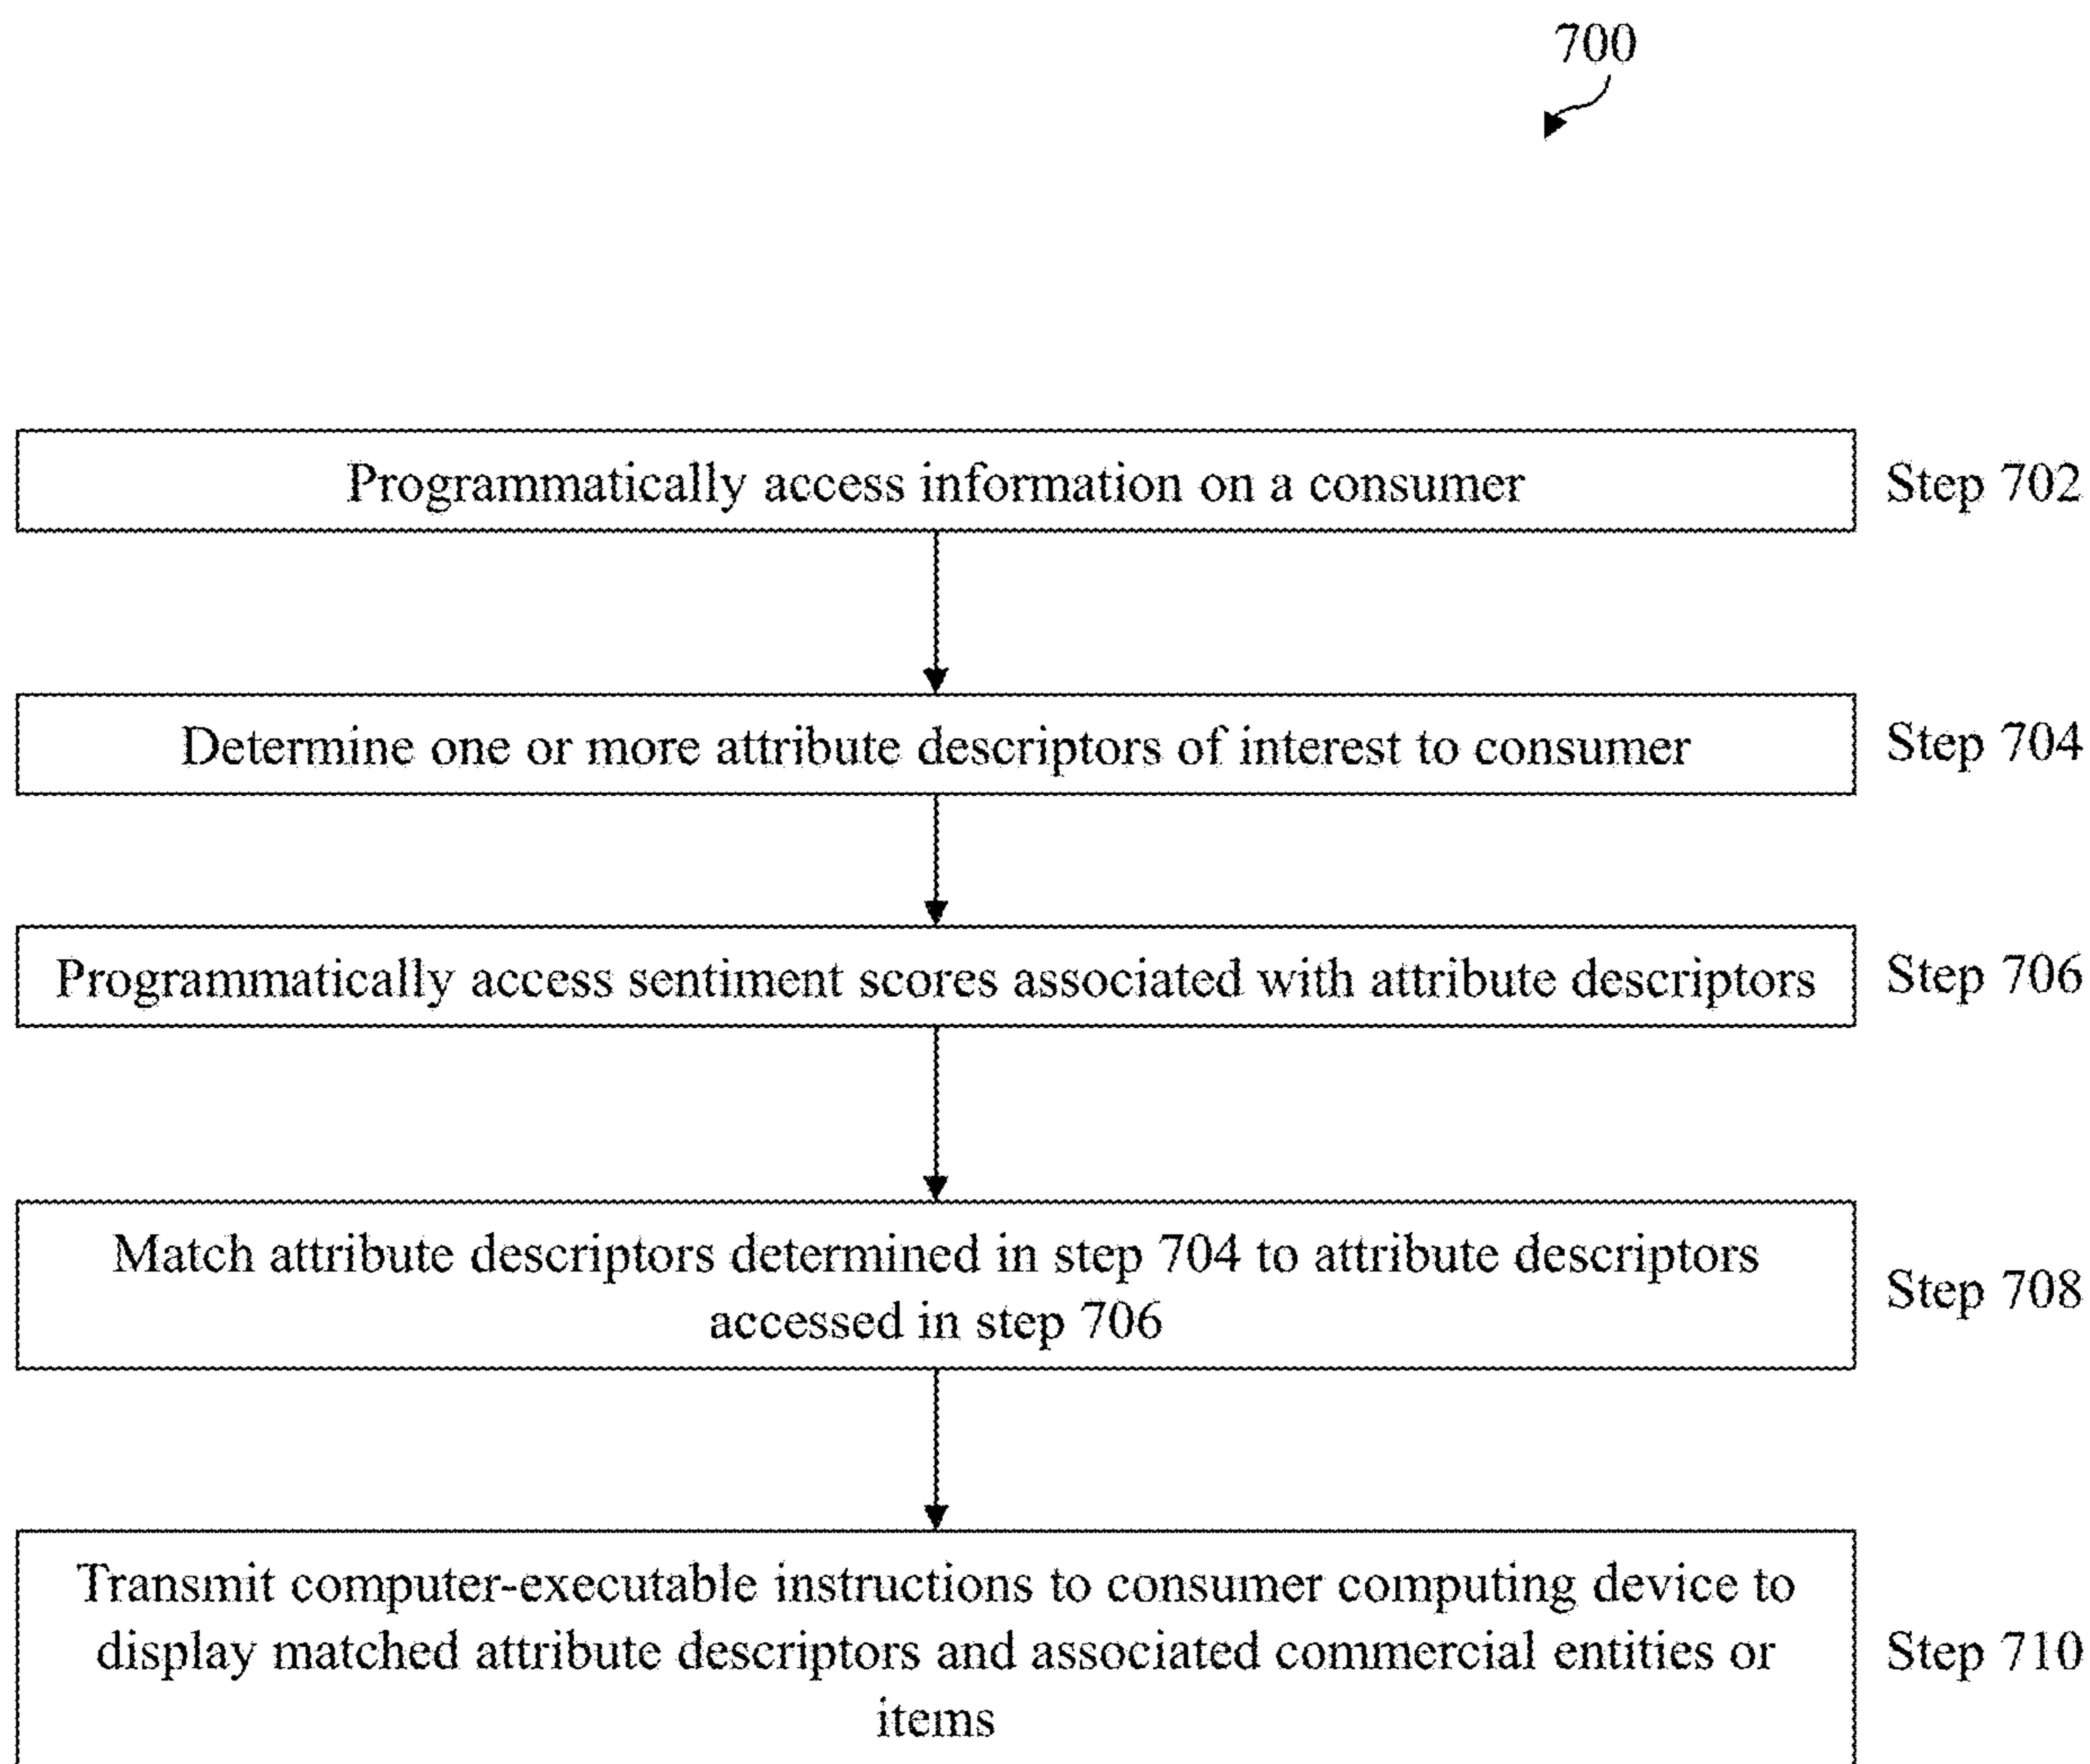 700
Programmatically access information on a consumer
Step 702
Determine one or more attribute descriptors of interest to consumer
Step 704
Programmatically access sentiment scores associated with attribute descriptors
Step 706
Match attribute descriptors determined in step 704 to attribute descriptors
accessed in step 706
Step 708
Transmit computer-executable instructions to consumer computing device to
display matched attribute descriptors and associated commercial entities or
items
Step 710